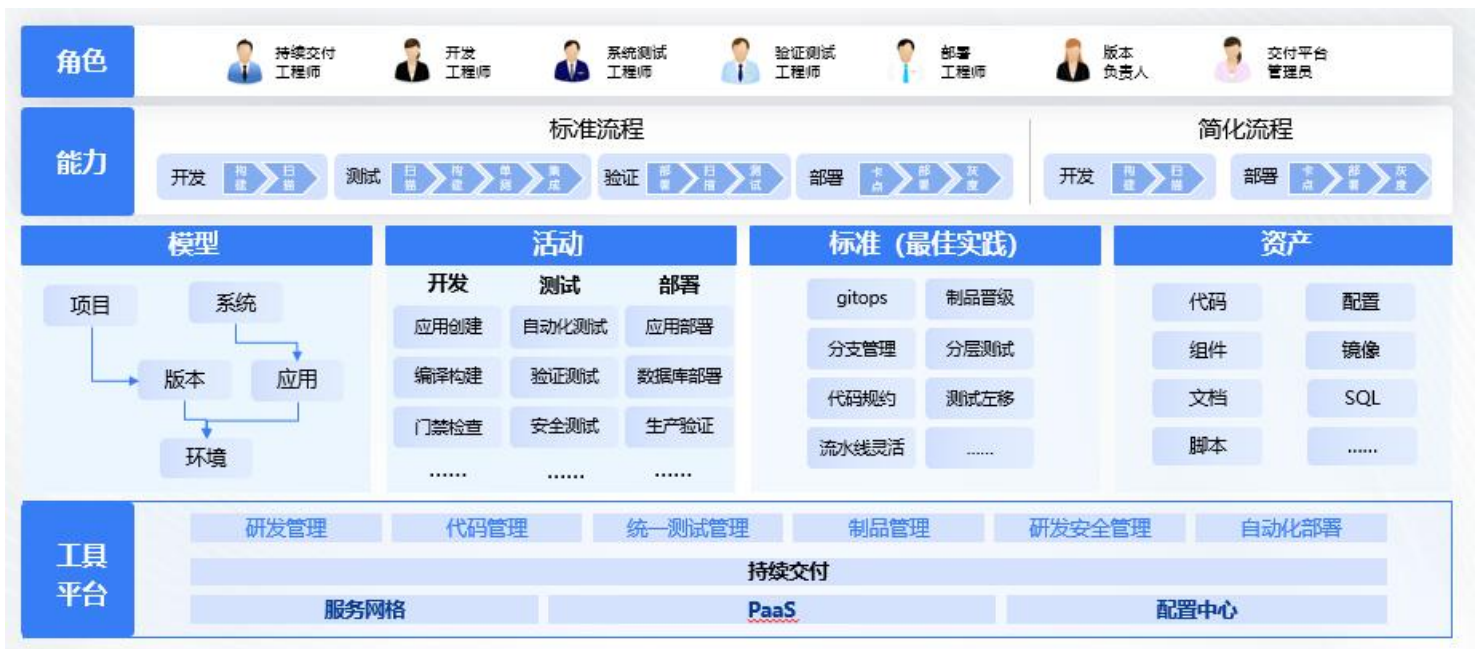 角色
持续交付
工程师
开发
工程师
系统测试
工程师
验证测试
工程师
部署
工程师
版本
负责人
交付平台
管理员
能力
标准流程
简化流程
开发 构建 扫描
测试 扫描 构建 单测 集成
验证 部署 扫描 测试
部署 卡点 部署 灰度
开发 构建 扫描
部署 卡点 部署 灰度
模型
项目
系统
版本
应用
环境
活动
开发 测试 部署
应用创建 自动化测试 应用部署
编译构建 验证测试 数据库部署
门禁检查 安全测试 生产验证
...... ...... ......
标准（最佳实践）
gitops 制品晋级
分支管理 分层测试
代码规约 测试左移
流水线灵活 ......
资产
代码 配置
组件 镜像
文档 SQL
脚本 ......
工具
平台
研发管理 代码管理 统一测试管理 制品管理 研发安全管理 自动化部署
持续交付
服务网格 PaaS 配置中心